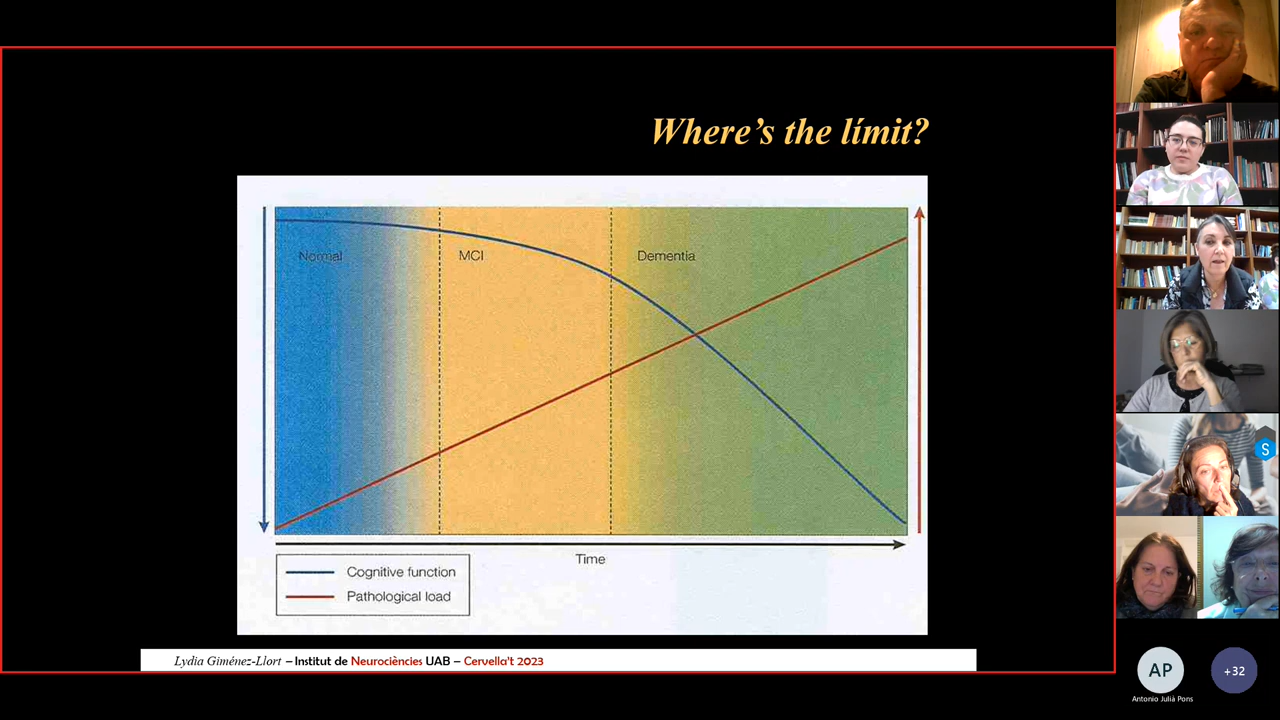 Where's the límit?
Normal
MCI
Dementia
Time
Cognitive function
Pathological load
Lydia Giménez-Llort – Institut de Neurociències UAB – Cervella't 2023
S
AP
+32
Antonio Julià Pons